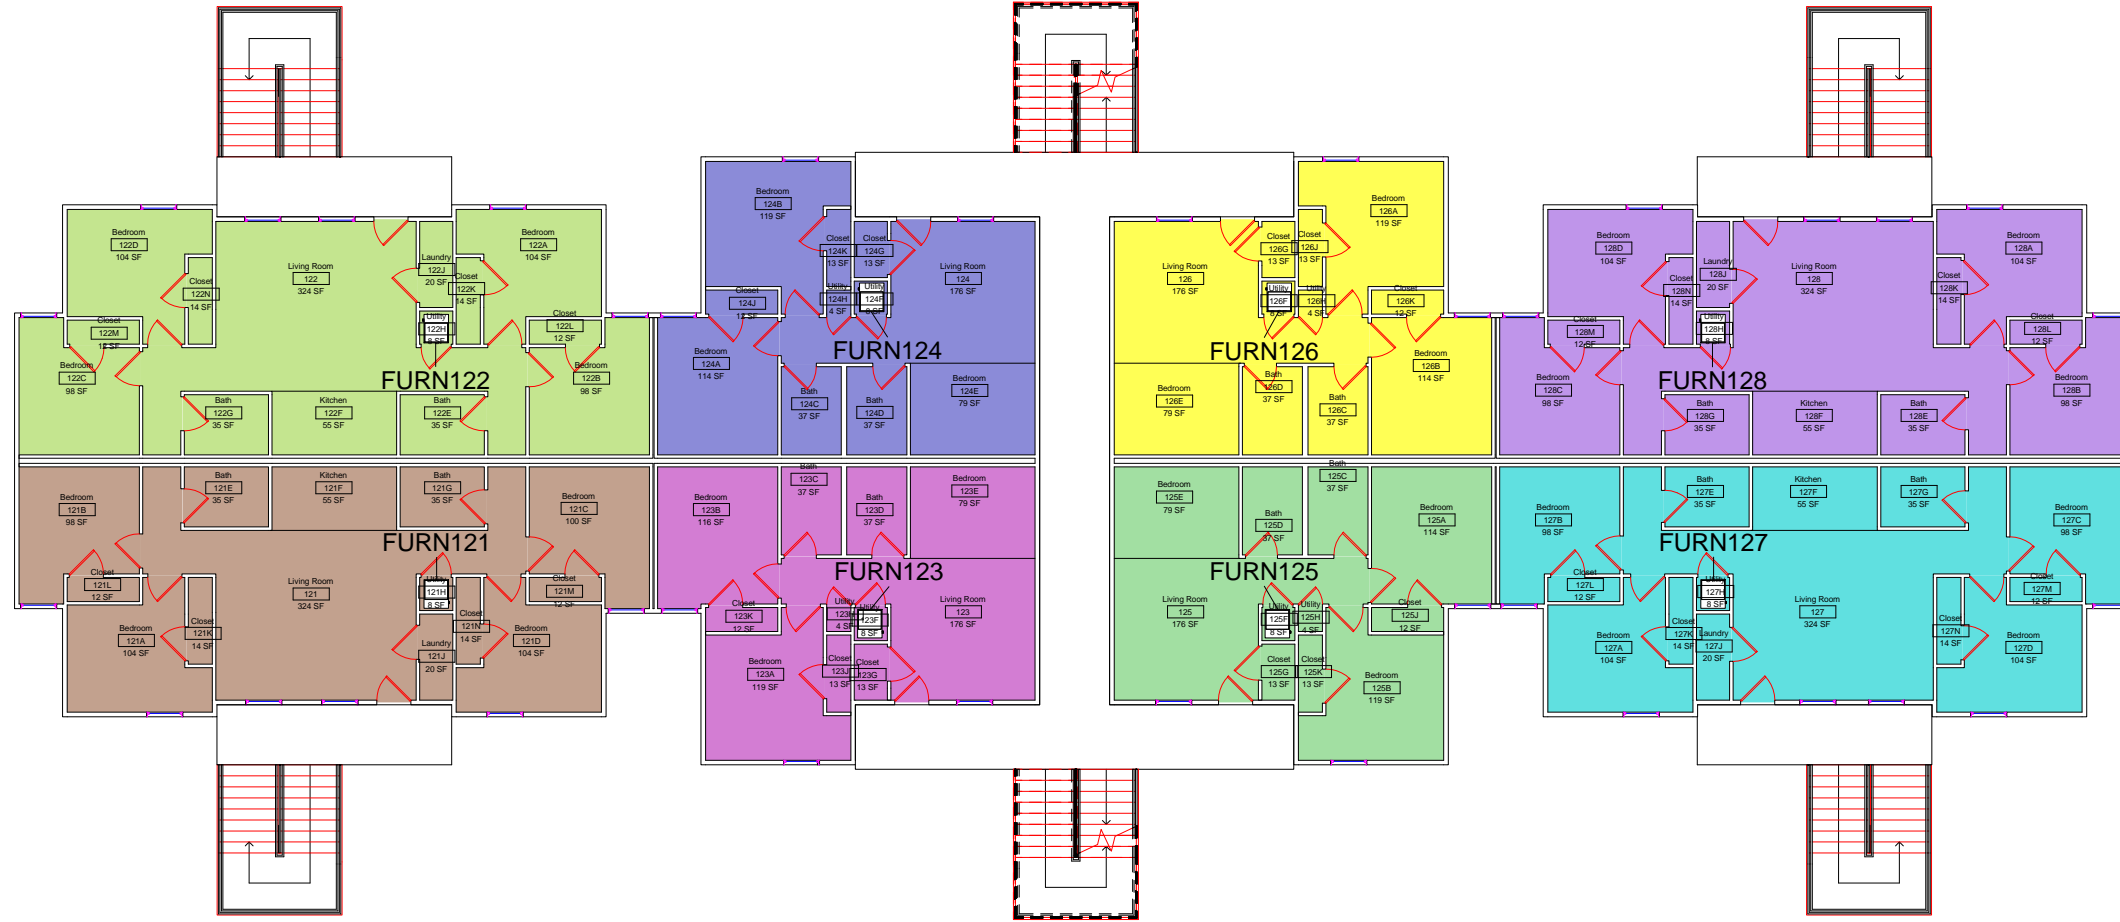 Bedroom
122D
104 SF
Closet
122N
14 SF
Living Room
122
324 SF
Laundry
122J
20 SF
Closet
122K
14 SF
Bedroom
122A
104 SF
Closet
122M
12 SF
Bedroom
122C
98 SF
Utility
122H
8 SF
Closet
122L
12 SF
Bedroom
122B
98 SF
FURN122
Bath
122G
35 SF
Kitchen
122F
55 SF
Bath
122E
35 SF
Bedroom
124B
119 SF
Closet
124K
13 SF
Closet
124G
13 SF
Living Room
124
176 SF
Closet
124J
12 SF
Utility
124H
4 SF
Utility
124F
8 SF
FURN124
Bedroom
124A
114 SF
Bath
124C
37 SF
Bath
124D
37 SF
Bedroom
124E
79 SF
Living Room
126
176 SF
Closet
126G
13 SF
Closet
126J
13 SF
Bedroom
126A
119 SF
Utility
126F
8 SF
Utility
126H
4 SF
Closet
126K
12 SF
FURN126
Bedroom
126B
114 SF
Bedroom
126E
79 SF
Bath
126D
37 SF
Bath
126C
37 SF
Bedroom
128D
104 SF
Closet
128N
14 SF
Laundry
128J
20 SF
Living Room
128
324 SF
Closet
128K
14 SF
Bedroom
128A
104 SF
Closet
128M
12 SF
Utility
128H
8 SF
Closet
128L
12 SF
FURN128
Bedroom
128C
98 SF
Bedroom
128B
98 SF
Bath
128G
35 SF
Kitchen
128F
55 SF
Bath
128E
35 SF
Bedroom
121B
98 SF
Bath
121E
35 SF
Kitchen
121F
55 SF
Bath
121G
35 SF
Bedroom
121C
100 SF
FURN121
Closet
121L
12 SF
Living Room
121
324 SF
Utility
121H
8 SF
Closet
121M
12 SF
Bedroom
121A
104 SF
Closet
121K
14 SF
Laundry
121J
20 SF
Closet
121N
14 SF
Bedroom
121D
104 SF
Bedroom
123B
116 SF
Bath
123C
37 SF
Bath
123D
37 SF
Bedroom
123E
79 SF
FURN123
Closet
123K
12 SF
Utility
123H
4 SF
Utility
123F
8 SF
Living Room
123
176 SF
Bedroom
123A
119 SF
Closet
123J
13 SF
Closet
123G
13 SF
Bedroom
125E
79 SF
Bath
125D
37 SF
Bath
125C
37 SF
Bedroom
125A
114 SF
FURN125
Living Room
125
176 SF
Utility
125F
8 SF
Utility
125H
4 SF
Closet
125J
12 SF
Closet
125G
13 SF
Closet
125K
13 SF
Bedroom
125B
119 SF
Bedroom
127B
98 SF
Bath
127E
35 SF
Kitchen
127F
55 SF
Bath
127G
35 SF
Bedroom
127C
98 SF
FURN127
Closet
127L
12 SF
Utility
127H
8 SF
Living Room
127
324 SF
Closet
127M
12 SF
Bedroom
127A
104 SF
Closet
127K
14 SF
Laundry
127J
20 SF
Closet
127N
14 SF
Bedroom
127D
104 SF